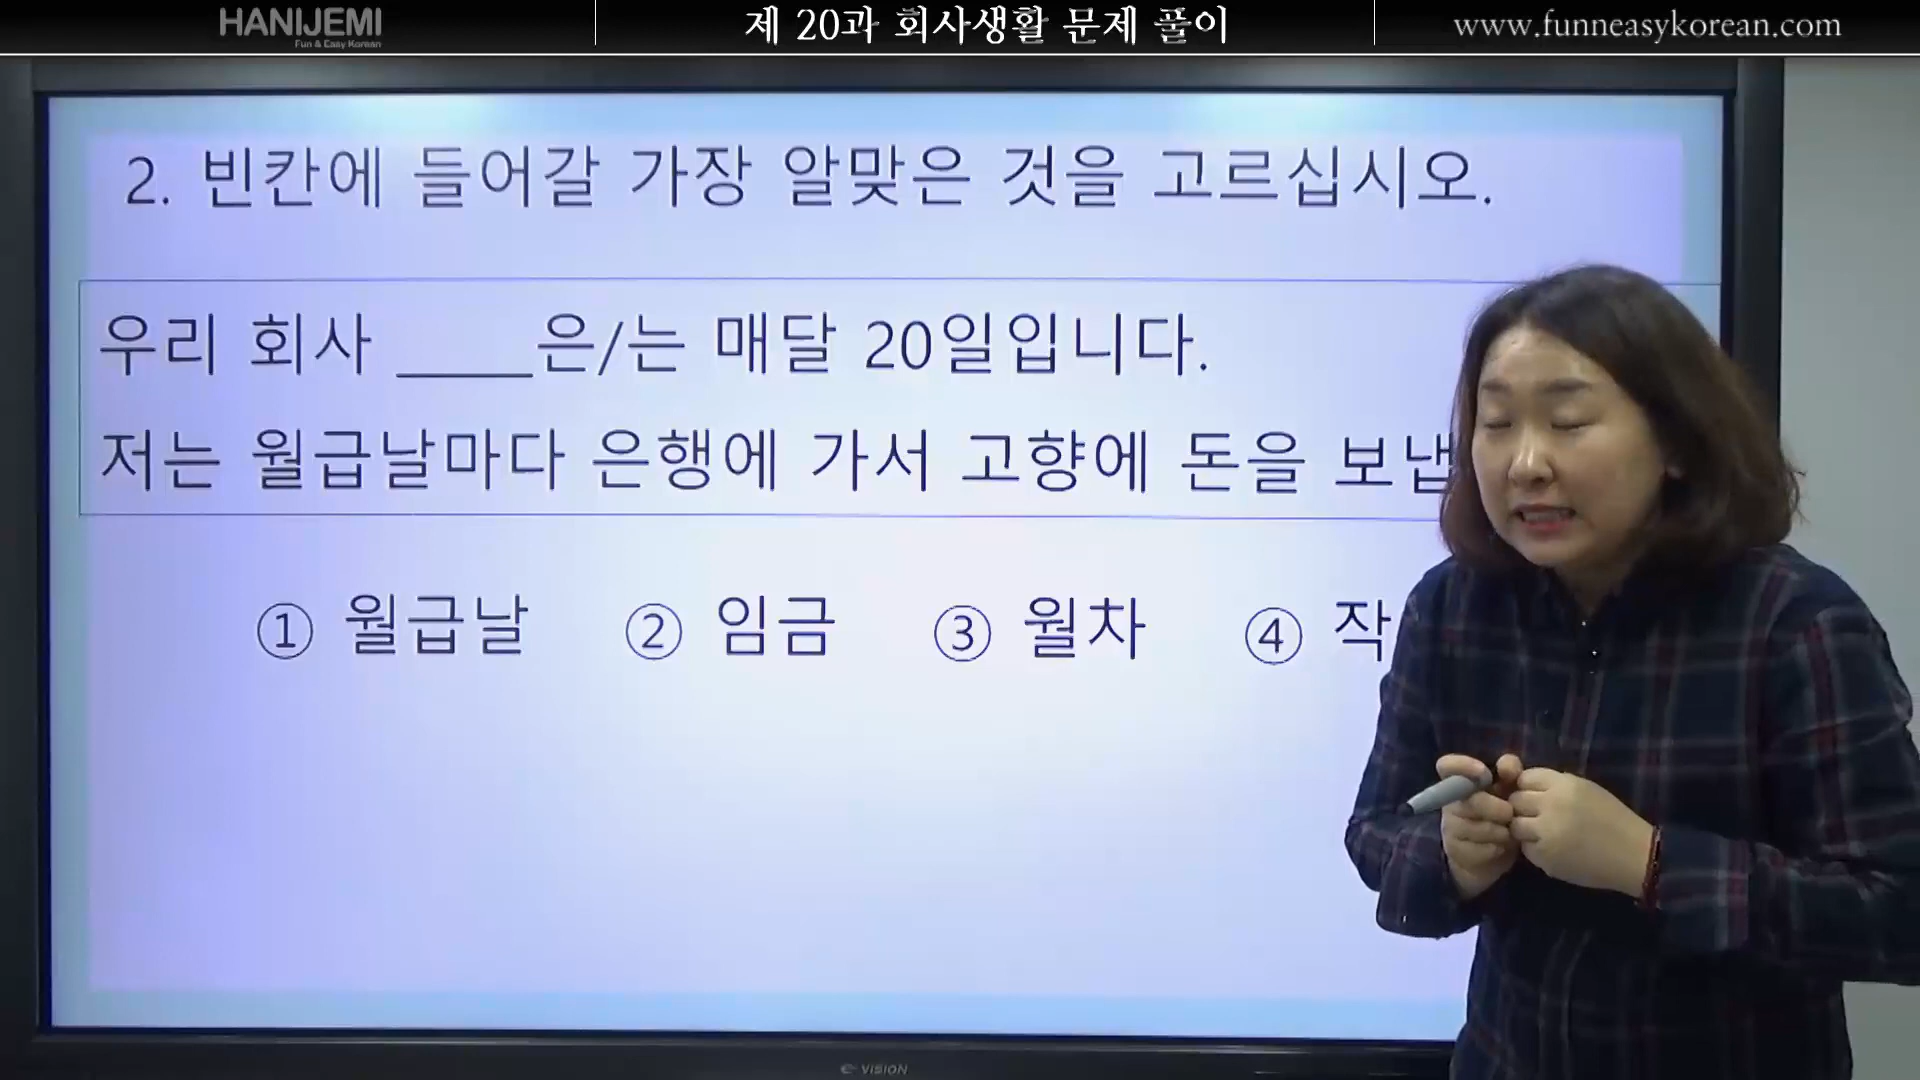 HANIJEMI
Fun & Easy Korean
제 20과 회사생활 문제 풀이
www.funneasykorean.com
2. 빈칸에 들어갈 가장 알맞은 것을 고르십시오.
우리 회사 ____은/는 매달 20일입니다.
저는 월급날마다 은행에 가서 고향에 돈을 보냅
① 월급날 ② 임금 ③ 월차 ④ 작
e-VISION